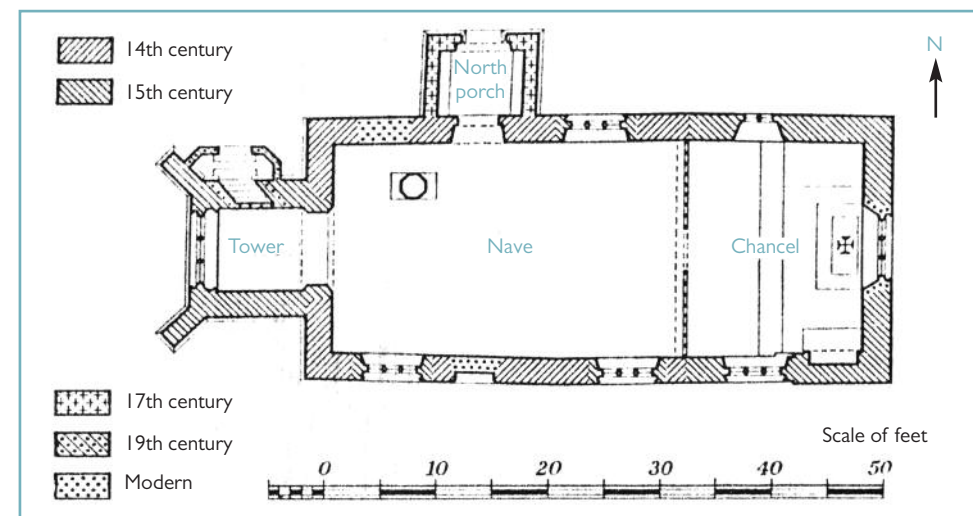 14th century
15th century
North
porch
N
Tower
Nave
Chancel
17th century
19th century
Modern
Scale of feet
0 10 20 30 40 50